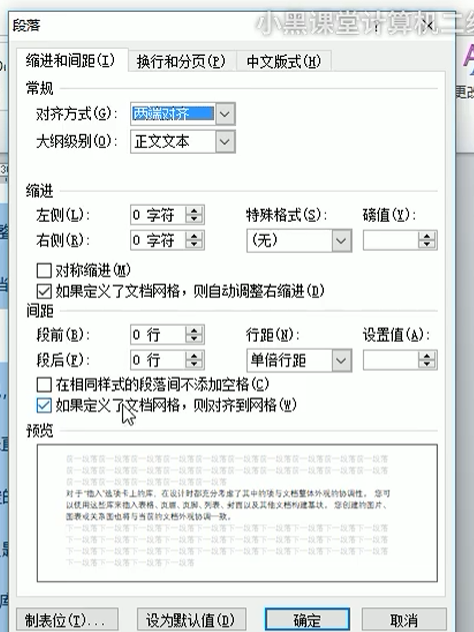 小黑课堂计算机二级
段落
缩进和间距(I) 换行和分页(P) 中文版式(H)
常规
对齐方式(G): 两端对齐
大纲级别(O): 正文文本
缩进
左侧(L): 0 字符 特殊格式(S): 磅值(Y):
右侧(R): 0 字符 (无)
对称缩进(M)
如果定义了文档网格，则自动调整右缩进(D)
间距
段前(B): 0 行 行距(N): 设置值(A):
段后(F): 0 行 单倍行距
在相同样式的段落间不添加空格(C)
如果定义了文档网格，则对齐到网格(W)
预览
对于“插入”选项卡上的库，在设计时都充分考虑了其中的项与文档整体外观的协调性。 您可
以使用这些库来插入表格、页眉、页脚、列表、封面以及其他文档构建基块。 您创建的图片、
图表或关系图也将与当前的文档外观协调一致。
制表位(T)... 设为默认值(D) 确定 取消
更改